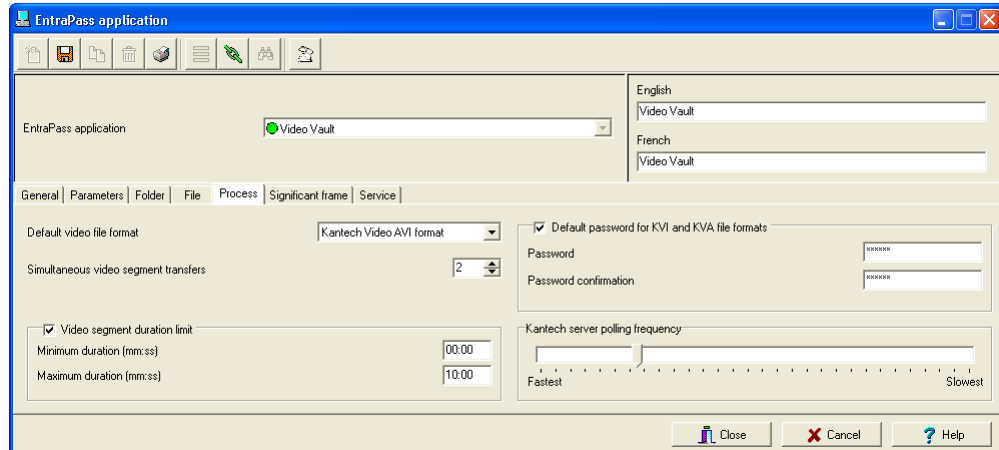 EntraPass application
English
Video Vault
EntraPass application
Video Vault
French
Video Vault
General
Parameters
Folder
File
Process
Significant frame
Service
Default video file format
Kantech Video AVI format
Simultaneous video segment transfers
2
Default password for KVI and KVA file formats
Password
******
Password confirmation
******
Video segment duration limit
Minimum duration (mm:ss)
00:00
Maximum duration (mm:ss)
10:00
Kantech server polling frequency
Fastest
Slowest
Close
Cancel
? Help